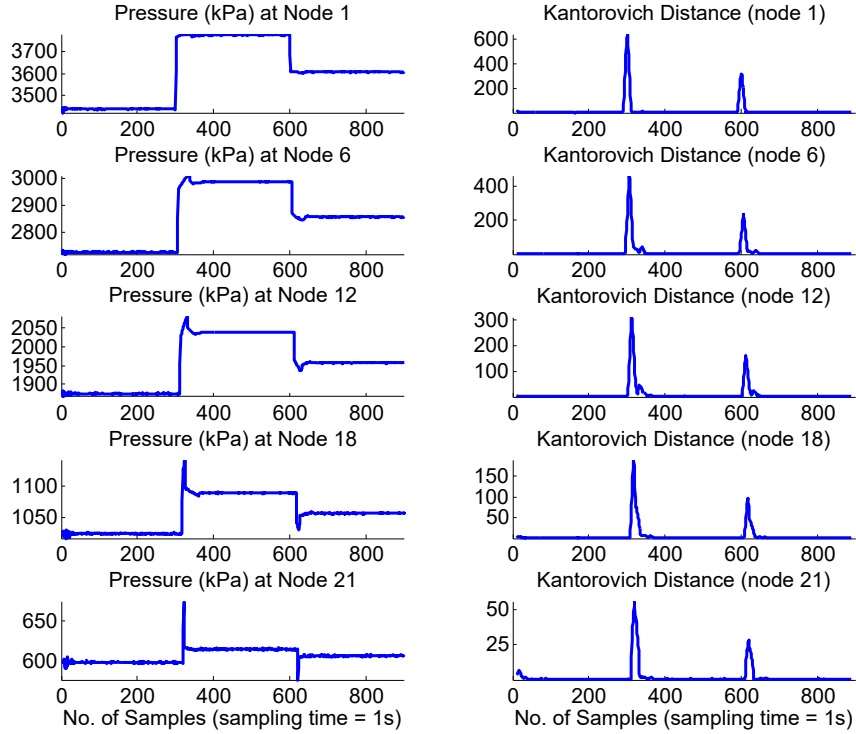 Pressure (kPa) at Node 1
3700
3600
3500
0 200 400 600 800
Kantorovich Distance (node 1)
600
400
200
0 200 400 600 800
Pressure (kPa) at Node 6
3000
2900
2800
0 200 400 600 800
Kantorovich Distance (node 6)
400
200
0 200 400 600 800
Pressure (kPa) at Node 12
2050
2000
1950
1900
0 200 400 600 800
Kantorovich Distance (node 12)
300
200
100
0 200 400 600 800
Pressure (kPa) at Node 18
1100
1050
0 200 400 600 800
Kantorovich Distance (node 18)
150
100
50
0 200 400 600 800
Pressure (kPa) at Node 21
650
600
0 200 400 600 800
No. of Samples (sampling time = 1s)
Kantorovich Distance (node 21)
50
25
0 200 400 600 800
No. of Samples (sampling time = 1s)